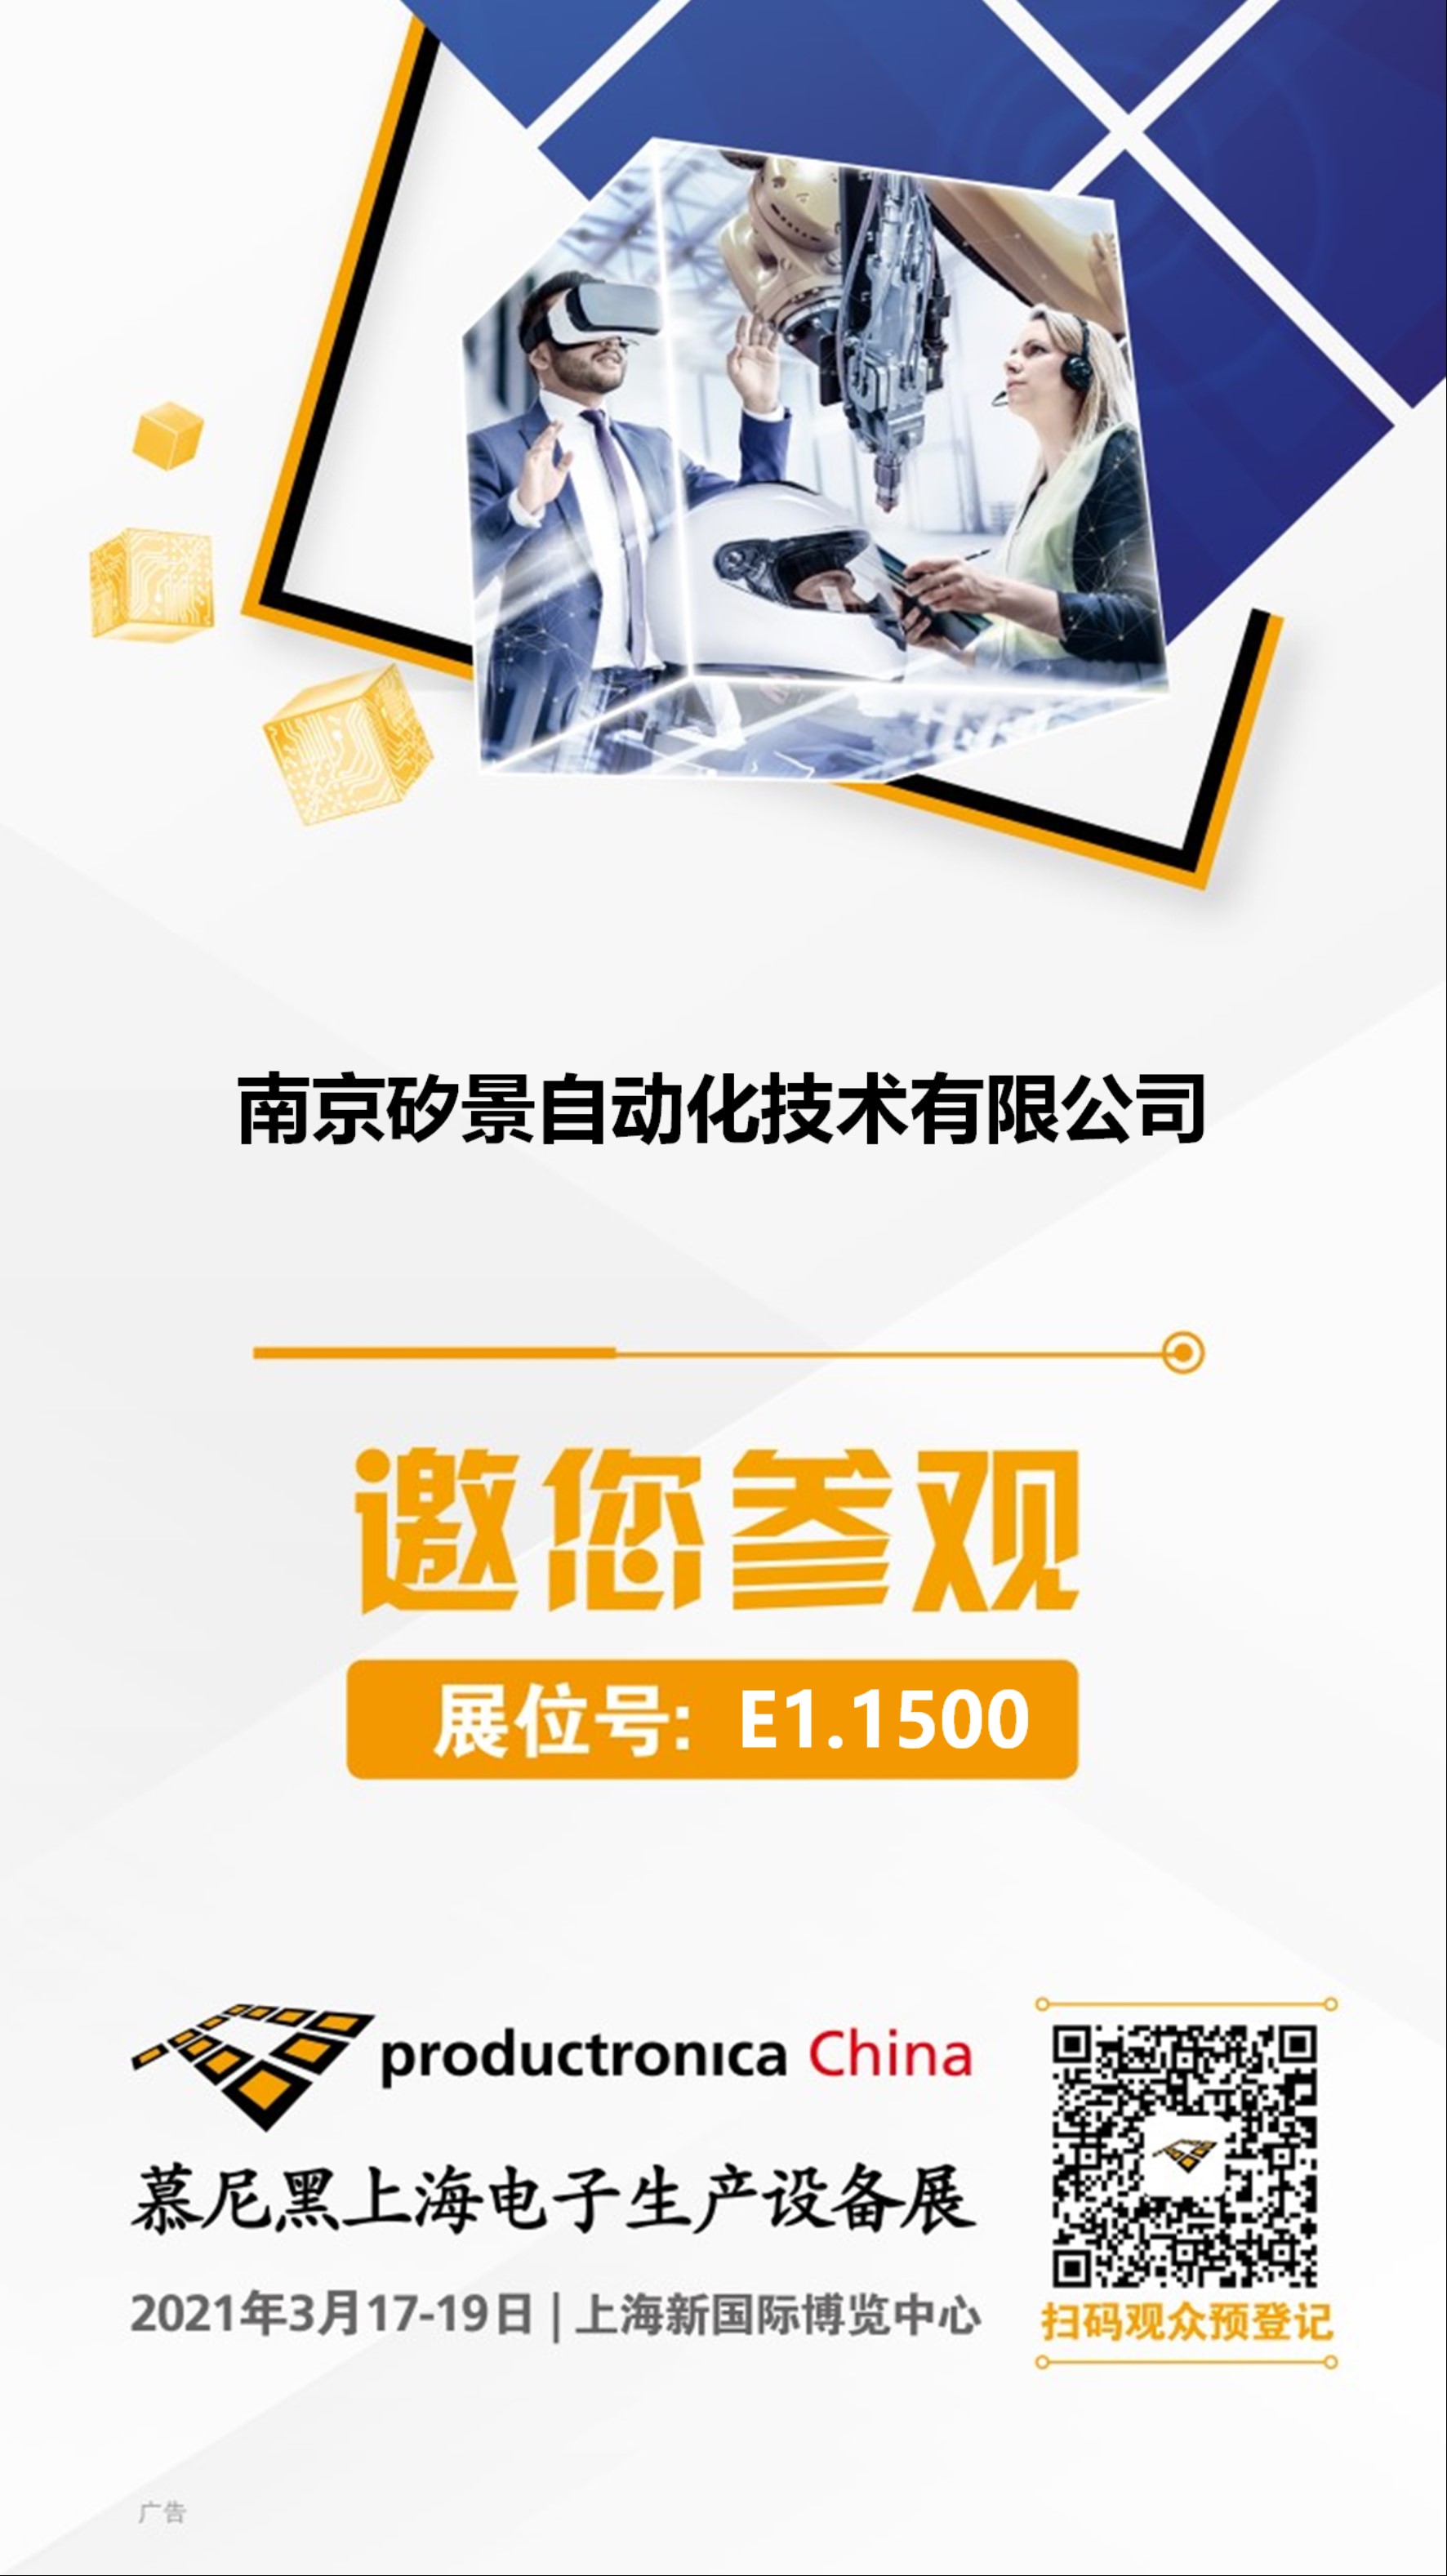 南京矽景自动化技术有限公司
邀您参观
展位号: E1.1500
productronica China
慕尼黑上海电子生产设备展
2021年3月17-19日 | 上海新国际博览中心
扫码观众预登记
广告